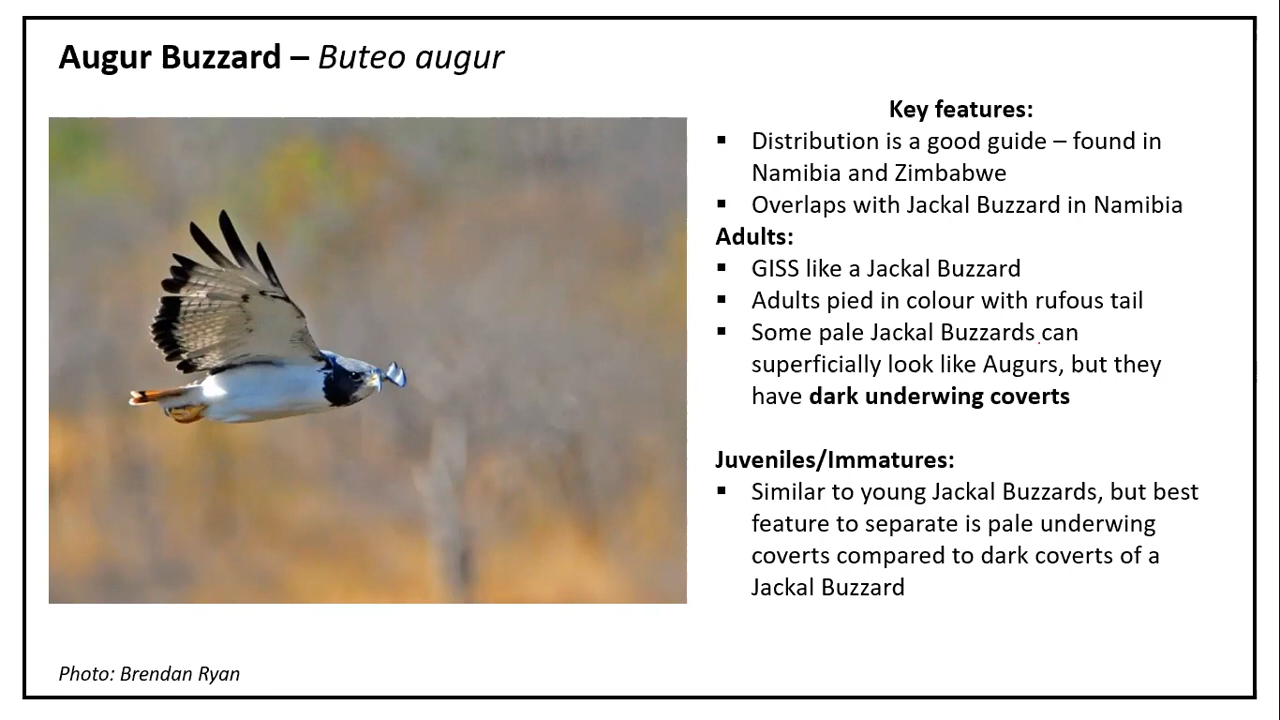 Augur Buzzard – Buteo augur
Key features:
▪ Distribution is a good guide – found in
Namibia and Zimbabwe
▪ Overlaps with Jackal Buzzard in Namibia
Adults:
▪ GISS like a Jackal Buzzard
▪ Adults pied in colour with rufous tail
▪ Some pale Jackal Buzzards can
superficially look like Augurs, but they
have dark underwing coverts
Juveniles/Immatures:
▪ Similar to young Jackal Buzzards, but best
feature to separate is pale underwing
coverts compared to dark coverts of a
Jackal Buzzard
Photo: Brendan Ryan